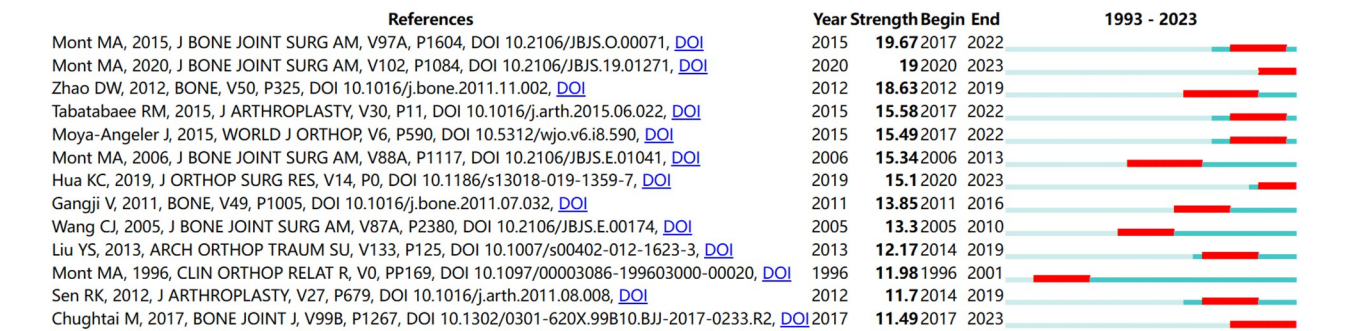 References Year Strength Begin End 1993 - 2023
Mont MA, 2015, J BONE JOINT SURG AM, V97A, P1604, DOI 10.2106/JBJS.O.00071, DOI 2015 19.67 2017 2022
Mont MA, 2020, J BONE JOINT SURG AM, V102, P1084, DOI 10.2106/JBJS.19.01271, DOI 2020 19 2020 2023
Zhao DW, 2012, BONE, V50, P325, DOI 10.1016/j.bone.2011.11.002, DOI 2012 18.63 2012 2019
Tabatabaee RM, 2015, J ARTHROPLASTY, V30, P11, DOI 10.1016/j.arth.2015.06.022, DOI 2015 15.58 2017 2022
Moya-Angeler J, 2015, WORLD J ORTHOP, V6, P590, DOI 10.5312/wjo.v6.i8.590, DOI 2015 15.49 2017 2022
Mont MA, 2006, J BONE JOINT SURG AM, V88A, P1117, DOI 10.2106/JBJS.E.01041, DOI 2006 15.34 2006 2013
Hua KC, 2019, J ORTHOP SURG RES, V14, P0, DOI 10.1186/s13018-019-1359-7, DOI 2019 15.1 2020 2023
Gangji V, 2011, BONE, V49, P1005, DOI 10.1016/j.bone.2011.07.032, DOI 2011 13.85 2011 2016
Wang CJ, 2005, J BONE JOINT SURG AM, V87A, P2380, DOI 10.2106/JBJS.E.00174, DOI 2005 13.3 2005 2010
Liu YS, 2013, ARCH ORTHOP TRAUM SU, V133, P125, DOI 10.1007/s00402-012-1623-3, DOI 2013 12.17 2014 2019
Mont MA, 1996, CLIN ORTHOP RELAT R, V0, PP169, DOI 10.1097/00003086-199603000-00020, DOI 1996 11.98 1996 2001
Sen RK, 2012, J ARTHROPLASTY, V27, P679, DOI 10.1016/j.arth.2011.08.008, DOI 2012 11.7 2014 2019
Chughtai M, 2017, BONE JOINT J, V99B, P1267, DOI 10.1302/0301-620X.99B10.BJJ-2017-0233.R2, DOI 2017 11.49 2017 2023